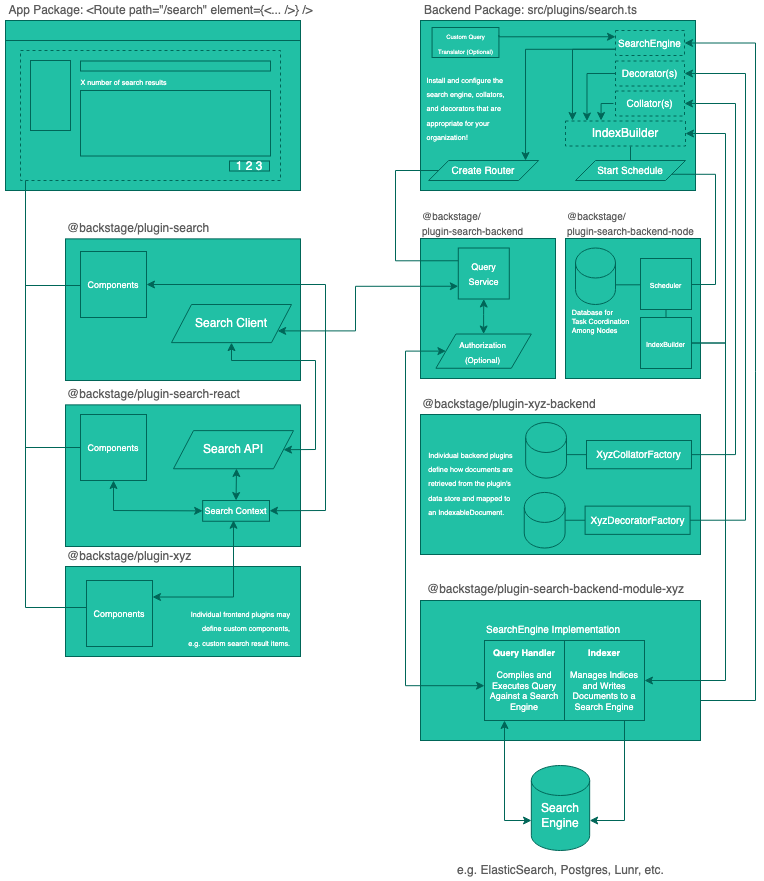 App Package: <Route path="/search" element={<... />} />
X number of search results
1 2 3
@backstage/plugin-search
Components
Search Client
@backstage/plugin-search-react
Components
Search API
Search Context
@backstage/plugin-xyz
Components
Individual frontend plugins may
define custom components,
e.g. custom search result items.
Backend Package: src/plugins/search.ts
Custom Query
Translator (Optional)
SearchEngine
Decorator(s)
Collator(s)
IndexBuilder
Install and configure the
search engine, collators,
and decorators that are
appropriate for your
organization!
Create Router
Start Schedule
@backstage/
plugin-search-backend
Query
Service
Authorization
(Optional)
@backstage/
plugin-search-backend-node
Scheduler
Database for
Task Coordination
Among Nodes
IndexBuilder
@backstage/plugin-xyz-backend
Individual backend plugins
define how documents are
retrieved from the plugin's
data store and mapped to
an IndexableDocument.
XyzCollatorFactory
XyzDecoratorFactory
@backstage/plugin-search-backend-module-xyz
SearchEngine Implementation
Query Handler
Compiles and
Executes Query
Against a Search
Engine
Indexer
Manages Indices
and Writes
Documents to a
Search Engine
Search
Engine
e.g. ElasticSearch, Postgres, Lunr, etc.